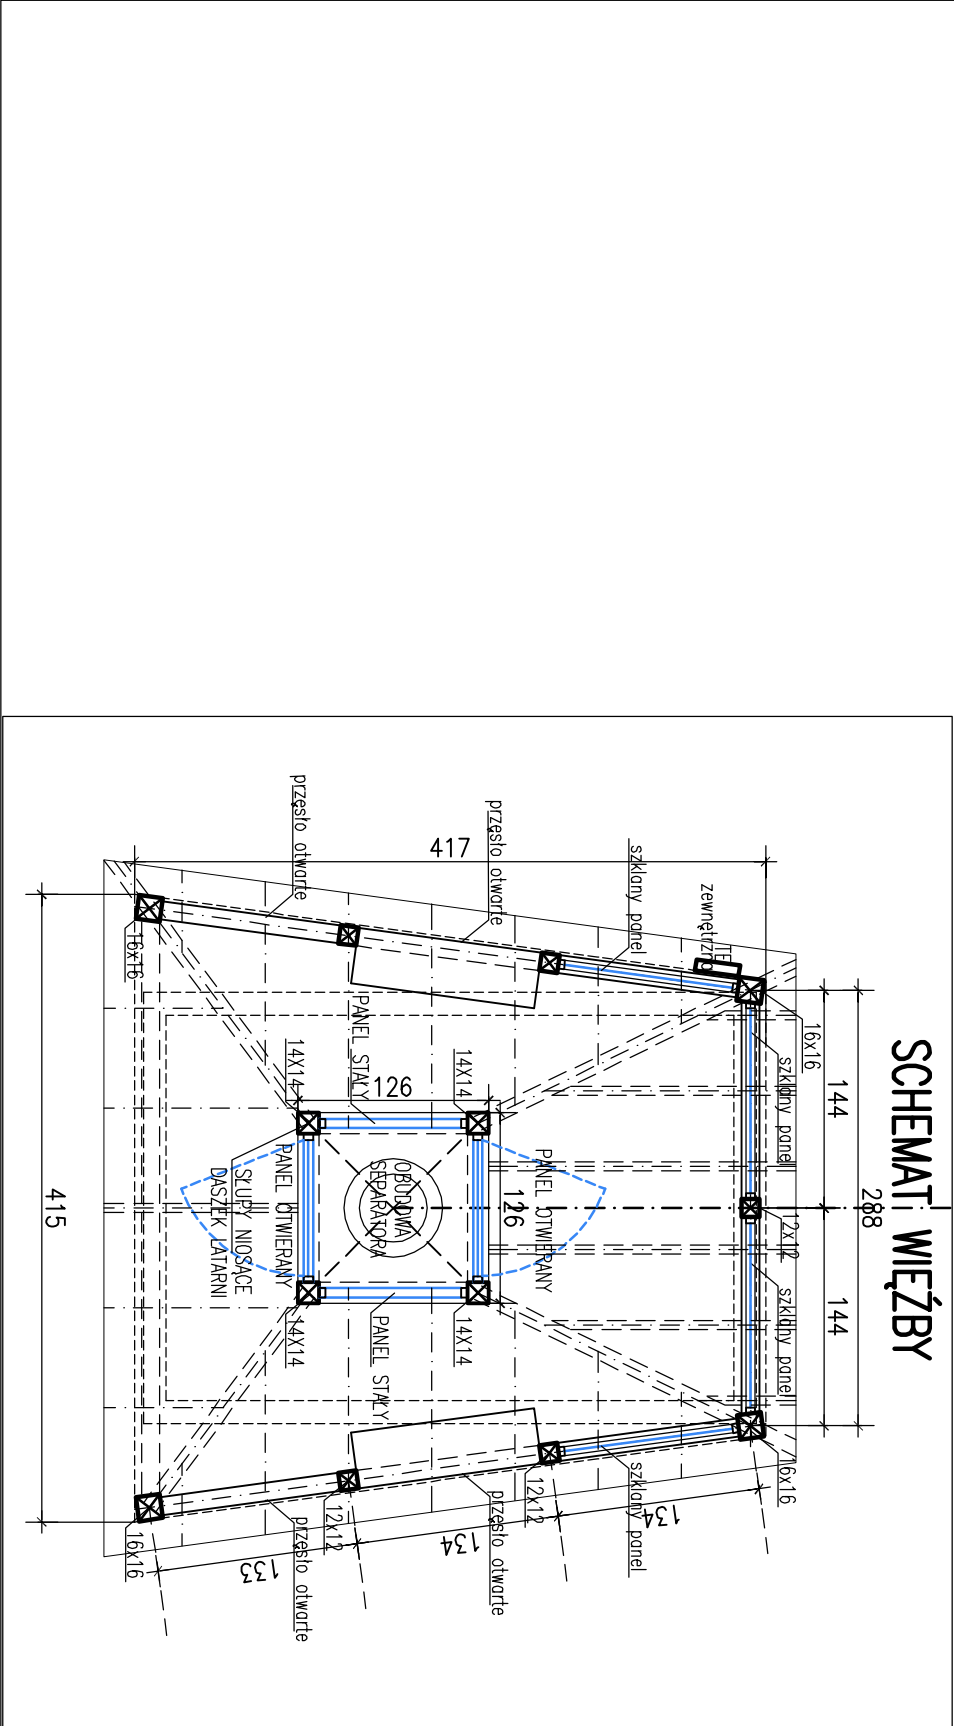 SCHEMAT WIĘŹBY
288
144
144
16x16
szklany panel
12x12
szklany panel
16x16
TE
zewnętrzna
szklany panel
417
przęsło otwarte
przęsło otwarte
16x16
415
PANEL STAŁY
14X14
14X14
126
126
PANEL OTWIERANY
OBUDOWA
SEPARATORA
PANEL OTWIERANY
SŁUPY NIOSĄCE
DASZEK LATARNI
14X14
14X14
PANEL STAŁY
szklany panel
12x12
12x12
przęsło otwarte
przęsło otwarte
16x16
134
134
133